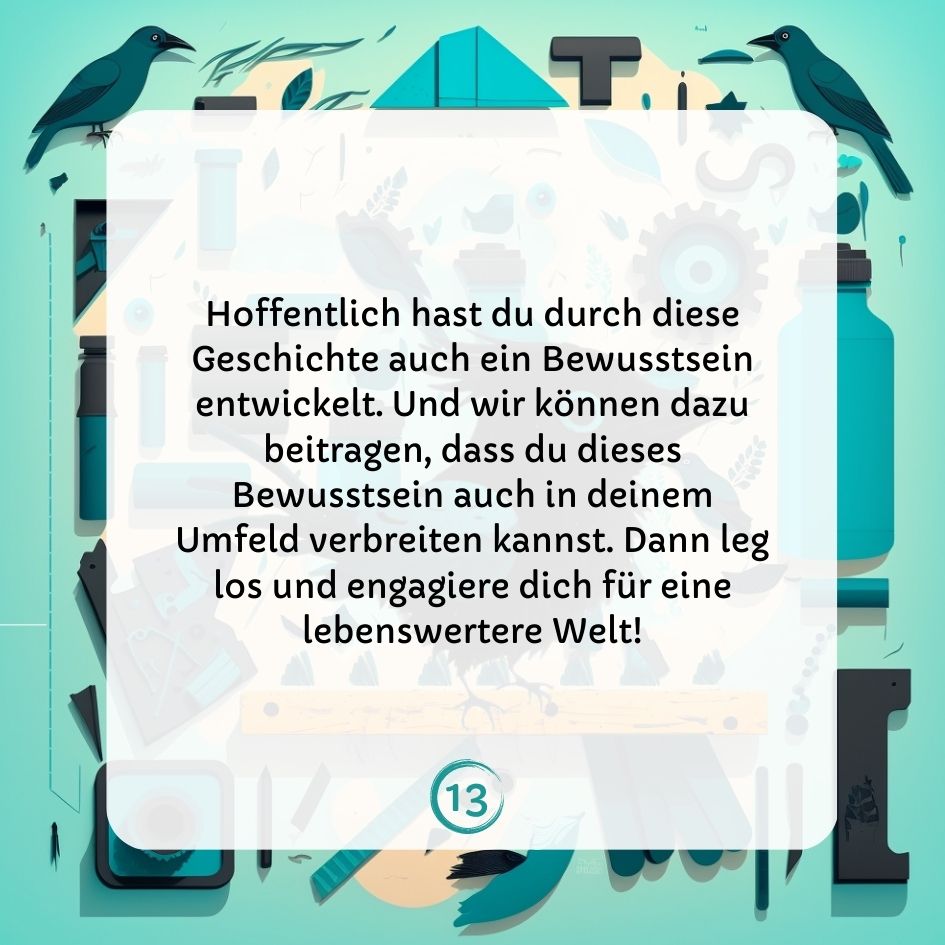 Hoffentlich hast du durch diese
Geschichte auch ein Bewusstsein
entwickelt. Und wir können dazu
beitragen, dass du dieses
Bewusstsein auch in deinem
Umfeld verbreiten kannst. Dann leg
los und engagiere dich für eine
lebenswertere Welt!
13